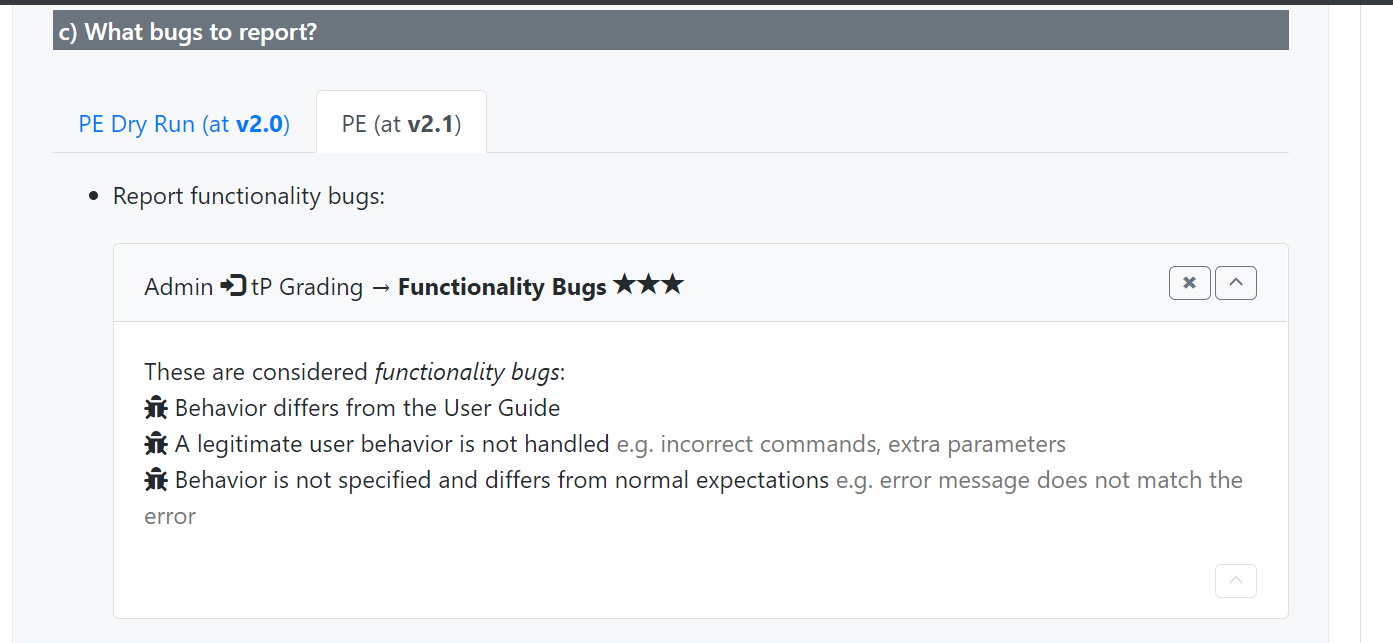 c) What bugs to report?
PE Dry Run (at v2.0) PE (at v2.1)
Report functionality bugs:
Admin tP Grading → Functionality Bugs ★★★
These are considered functionality bugs:
Behavior differs from the User Guide
A legitimate user behavior is not handled e.g. incorrect commands, extra parameters
Behavior is not specified and differs from normal expectations e.g. error message does not match the
error